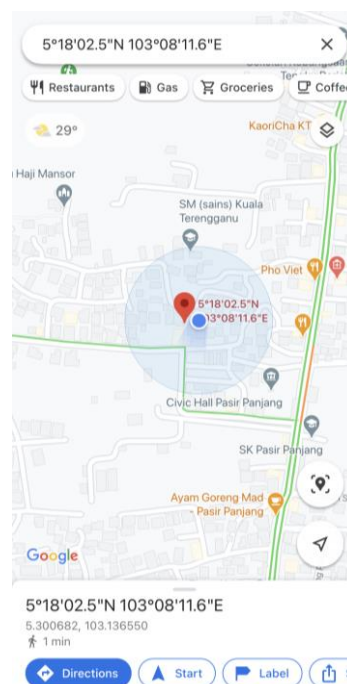 5°18'02.5"N 103°08'11.6"E
Restaurants
Gas
Groceries
Coffee
29°
KaoriCha KT
Haji Mansor
SM (sains) Kuala
Terengganu
Pho Viet
5°18'02.5"N
103°08'11.6"E
Civic Hall Pasir Panjang
SK Pasir Panjang
Ayam Goreng Mad
- Pasir Panjang
Google
5°18'02.5"N 103°08'11.6"E
5.300682, 103.136550
1 min
Directions
Start
Label